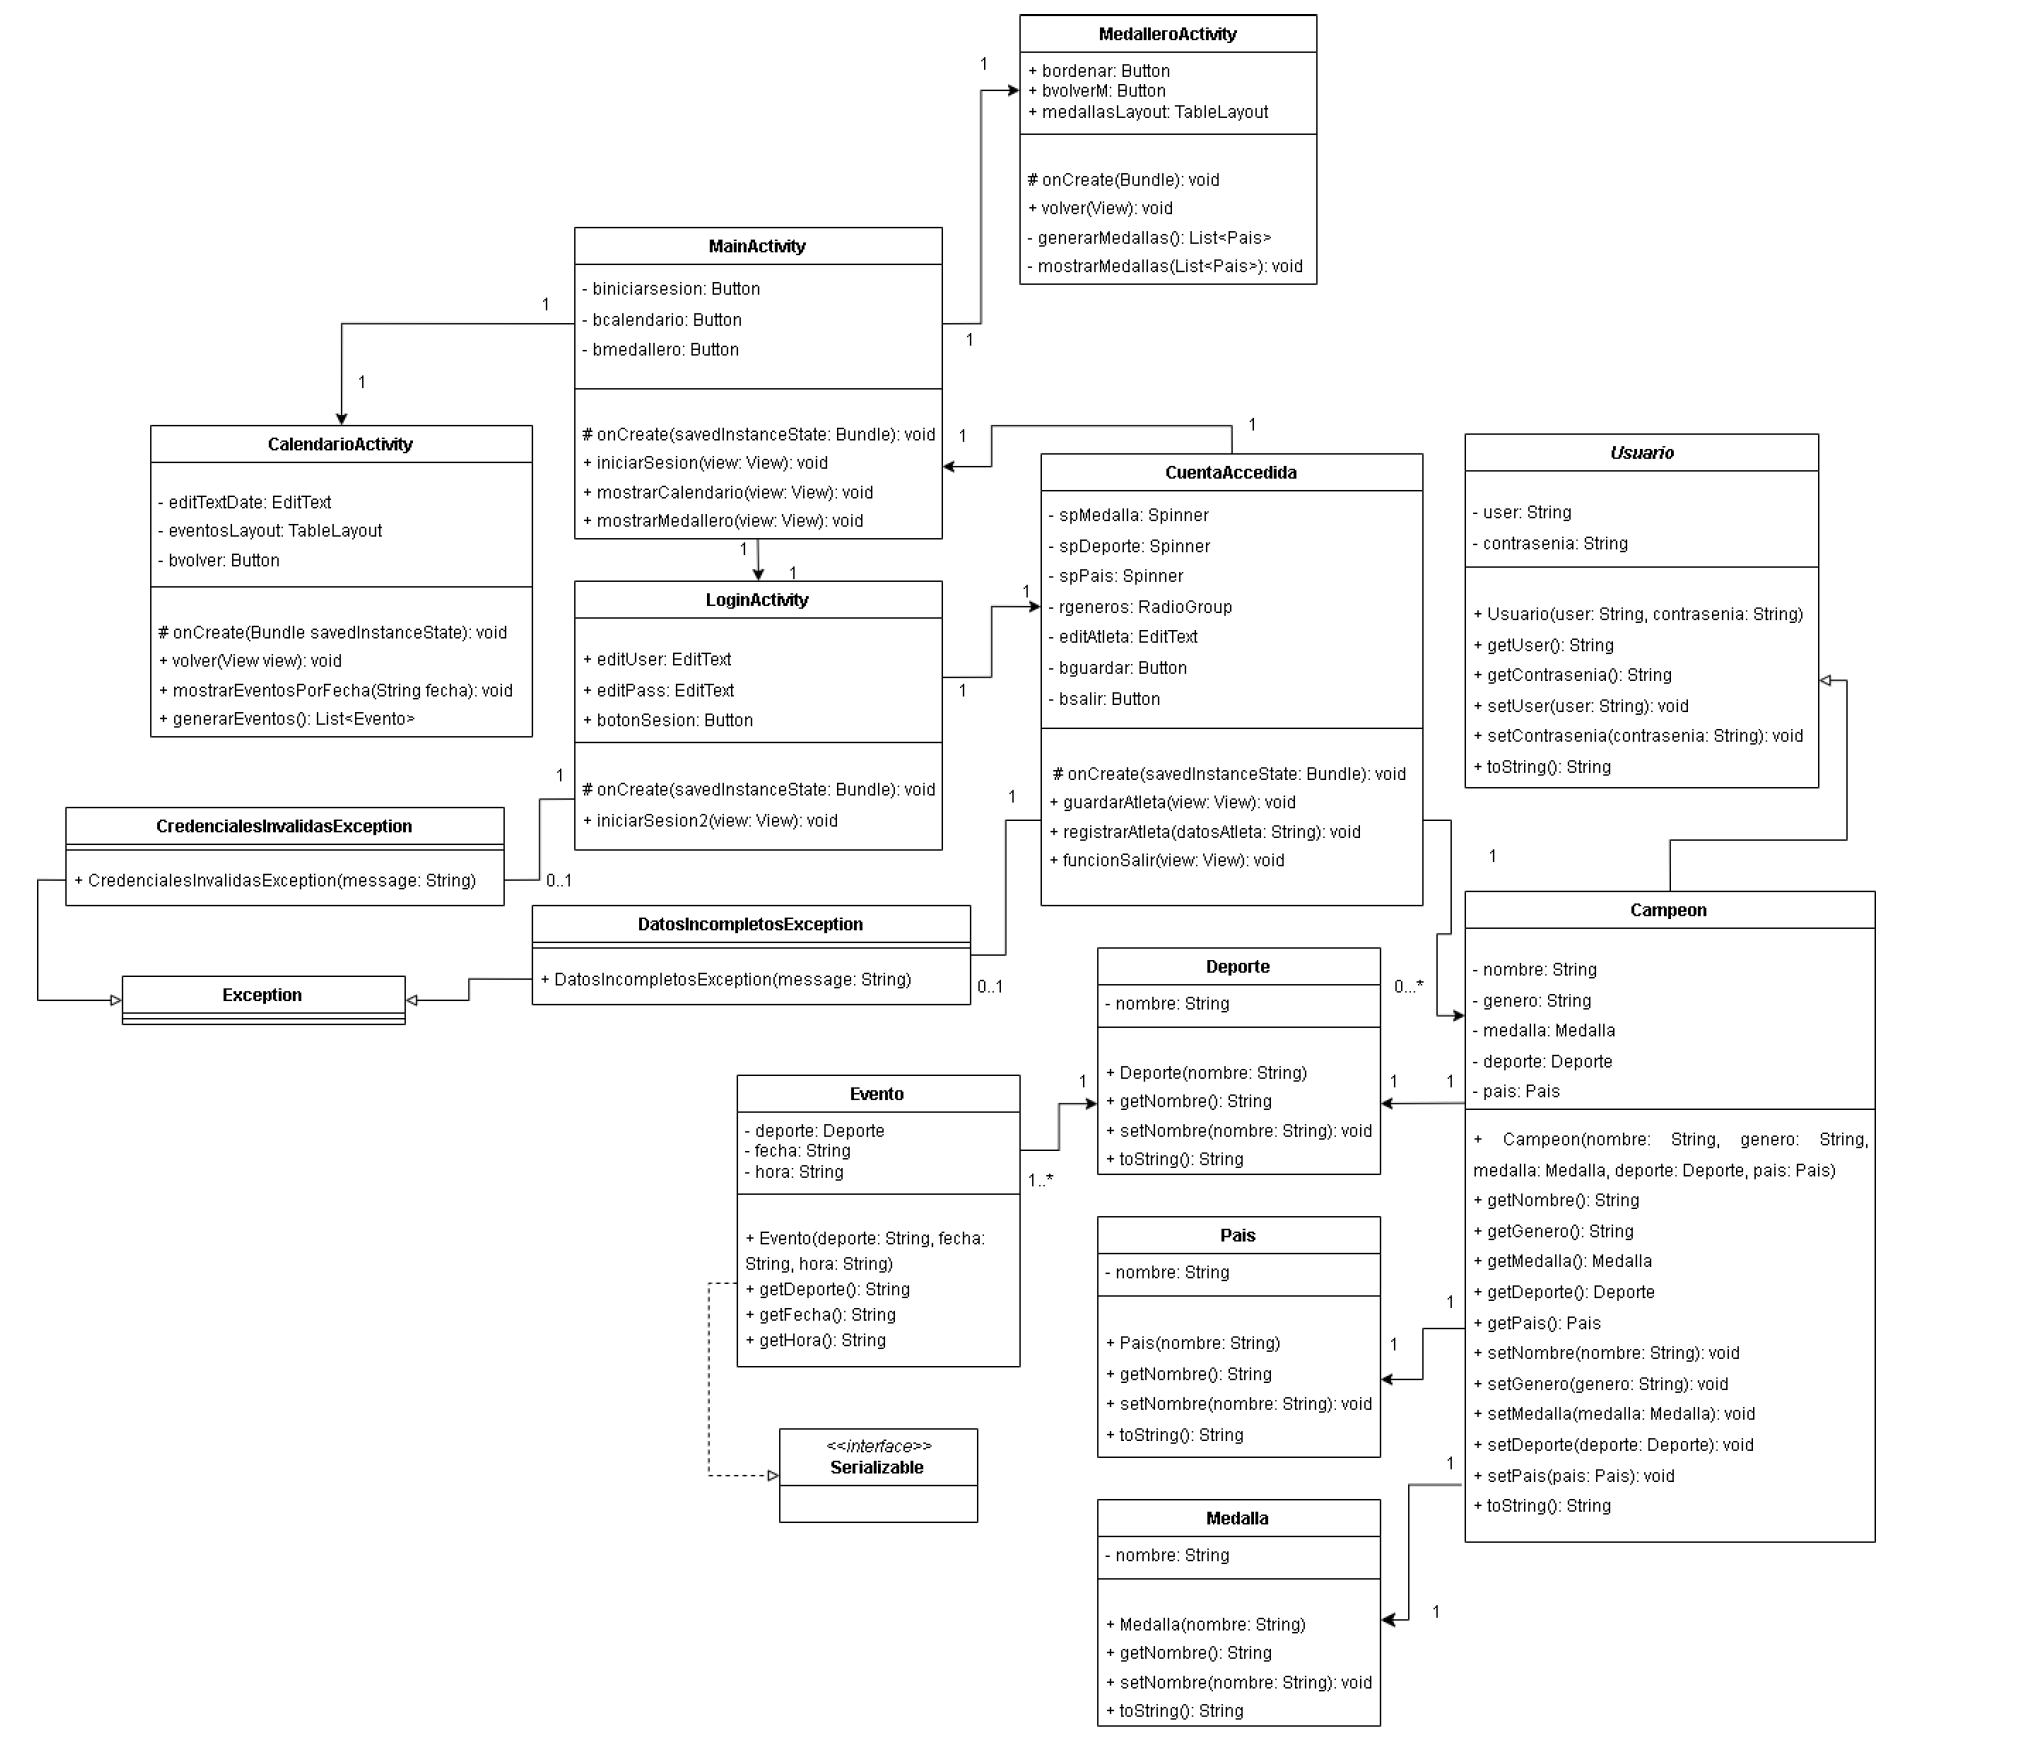 MedalleroActivity
+ bordenar: Button
+ bvolverM: Button
+ medallasLayout: TableLayout
# onCreate(Bundle): void
+ volver(View): void
- generarMedallas(): List<Pais>
- mostrarMedallas(List<Pais>): void
1
1
MainActivity
- biniciarsesion: Button
- bcalendario: Button
- bmedallero: Button
# onCreate(savedInstanceState: Bundle): void
+ iniciarSesion(view: View): void
+ mostrarCalendario(view: View): void
+ mostrarMedallero(view: View): void
1
1
CalendarioActivity
- editTextDate: EditText
- eventosLayout: TableLayout
- bvolver: Button
# onCreate(Bundle savedInstanceState): void
+ volver(View view): void
+ mostrarEventosPorFecha(String fecha): void
+ generarEventos(): List<Evento>
1
1
1
1
LoginActivity
+ editUser: EditText
+ editPass: EditText
+ botonSesion: Button
# onCreate(savedInstanceState: Bundle): void
+ iniciarSesion2(view: View): void
1
1
CuentaAccedida
- spMedalla: Spinner
- spDeporte: Spinner
- spPais: Spinner
- rgeneros: RadioGroup
- editAtleta: EditText
- bguardar: Button
- bsalir: Button
# onCreate(savedInstanceState: Bundle): void
+ guardarAtleta(view: View): void
+ registrarAtleta(datosAtleta: String): void
+ funcionSalir(view: View): void
Usuario
- user: String
- contrasenia: String
+ Usuario(user: String, contrasenia: String)
+ getUser(): String
+ getContrasenia(): String
+ setUser(user: String): void
+ setContrasenia(contrasenia: String): void
+ toString(): String
1
0..1
CredencialesInvalidasException
+ CredencialesInvalidasException(message: String)
1
0..1
DatosIncompletosException
+ DatosIncompletosException(message: String)
Exception
1
0...*
Campeon
- nombre: String
- genero: String
- medalla: Medalla
- deporte: Deporte
- pais: Pais
+ Campeon(nombre: String, genero: String,
medalla: Medalla, deporte: Deporte, pais: Pais)
+ getNombre(): String
+ getGenero(): String
+ getMedalla(): Medalla
+ getDeporte(): Deporte
+ getPais(): Pais
+ setNombre(nombre: String): void
+ setGenero(genero: String): void
+ setMedalla(medalla: Medalla): void
+ setDeporte(deporte: Deporte): void
+ setPais(pais: Pais): void
+ toString(): String
Deporte
- nombre: String
+ Deporte(nombre: String)
+ getNombre(): String
+ setNombre(nombre: String): void
+ toString(): String
1
1
1
1..*
Evento
- deporte: Deporte
- fecha: String
- hora: String
+ Evento(deporte: String, fecha:
String, hora: String)
+ getDeporte(): String
+ getFecha(): String
+ getHora(): String
Pais
- nombre: String
+ Pais(nombre: String)
+ getNombre(): String
+ setNombre(nombre: String): void
+ toString(): String
1
1
<<interface>>
Serializable
Medalla
- nombre: String
+ Medalla(nombre: String)
+ getNombre(): String
+ setNombre(nombre: String): void
+ toString(): String
1
1